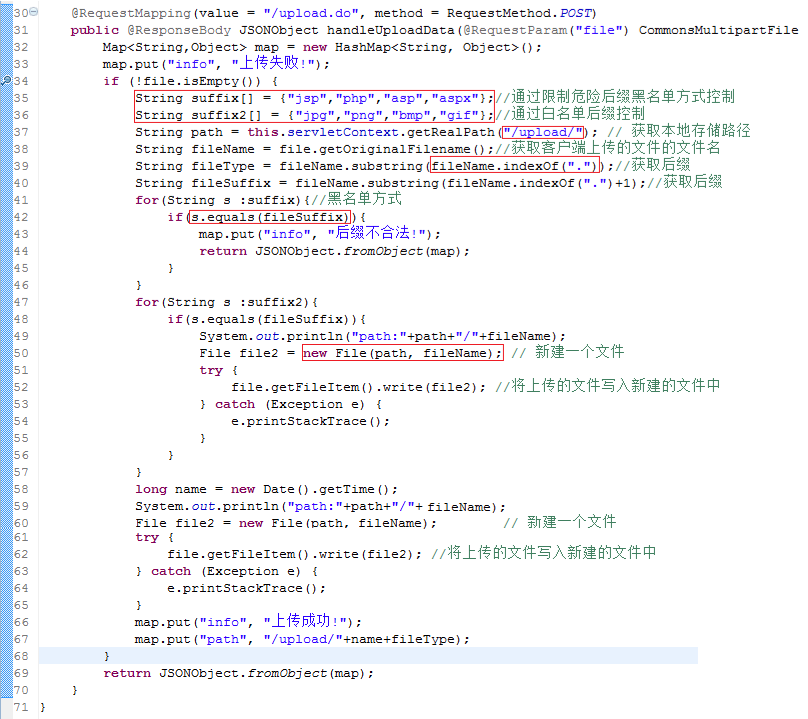 30 @RequestMapping(value = "/upload.do", method = RequestMethod.POST)
31 public @ResponseBody JSONObject handleUploadData(@RequestParam("file") CommonsMultipartFile
32 Map<String,Object> map = new HashMap<String, Object>();
33 map.put("info", "上传失败!");
34 if (!file.isEmpty()) {
35 String suffix[] = {"jsp","php","asp","aspx"};//通过限制危险后缀黑名单方式控制
36 String suffix2[] = {"jpg","png","bmp","gif"};//通过白名单后缀控制
37 String path = this.servletContext.getRealPath("/upload/"); // 获取本地存储路径
38 String fileName = file.getOriginalFilename();//获取客户端上传的文件的文件名
39 String fileType = fileName.substring(fileName.indexOf("."));//获取后缀
40 String fileSuffix = fileName.substring(fileName.indexOf(".")+1);//获取后缀
41 for(String s :suffix){//黑名单方式
42 if(s.equals(fileSuffix)){
43 map.put("info", "后缀不合法!");
44 return JSONObject.fromObject(map);
45 }
46 }
47 for(String s :suffix2){
48 if(s.equals(fileSuffix)){
49 System.out.println("path:"+path+"/"+fileName);
50 File file2 = new File(path, fileName); // 新建一个文件
51 try {
52 file.getFileItem().write(file2); //将上传的文件写入新建的文件中
53 } catch (Exception e) {
54 e.printStackTrace();
55 }
56 }
57 }
58 long name = new Date().getTime();
59 System.out.println("path:"+path+"/"+ fileName);
60 File file2 = new File(path, fileName); // 新建一个文件
61 try {
62 file.getFileItem().write(file2); //将上传的文件写入新建的文件中
63 } catch (Exception e) {
64 e.printStackTrace();
65 }
66 map.put("info", "上传成功!");
67 map.put("path", "/upload/"+name+fileType);
68 }
69 return JSONObject.fromObject(map);
70 }
71 }